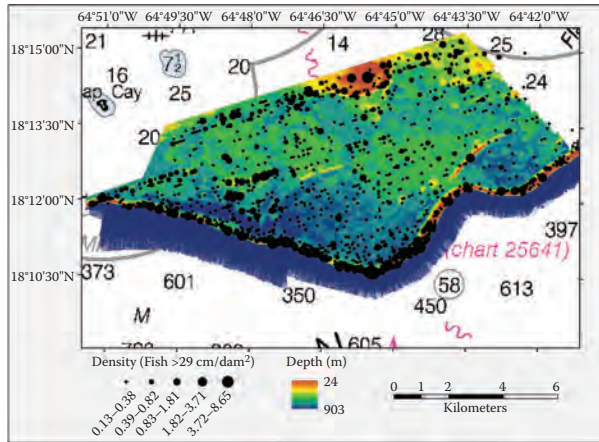 64°51'0"W 64°49'30"W 64°48'0"W 64°46'30"W 64°45'0"W 64°43'30"W 64°42'0"W
18°15'00"N
18°13'30"N
18°12'00"N
18°10'30"N
21
7½
14
28
25
16
20
24
ap Cay
25
8
20
397
(chart 25641)
373
601
350
58
613
450
M
605
Density (Fish >29 cm/dam²)
0.13–0.38
0.39–0.82
0.83–1.81
1.82–3.71
3.72–8.65
Depth (m)
24
903
0 1 2 4 6
Kilometers